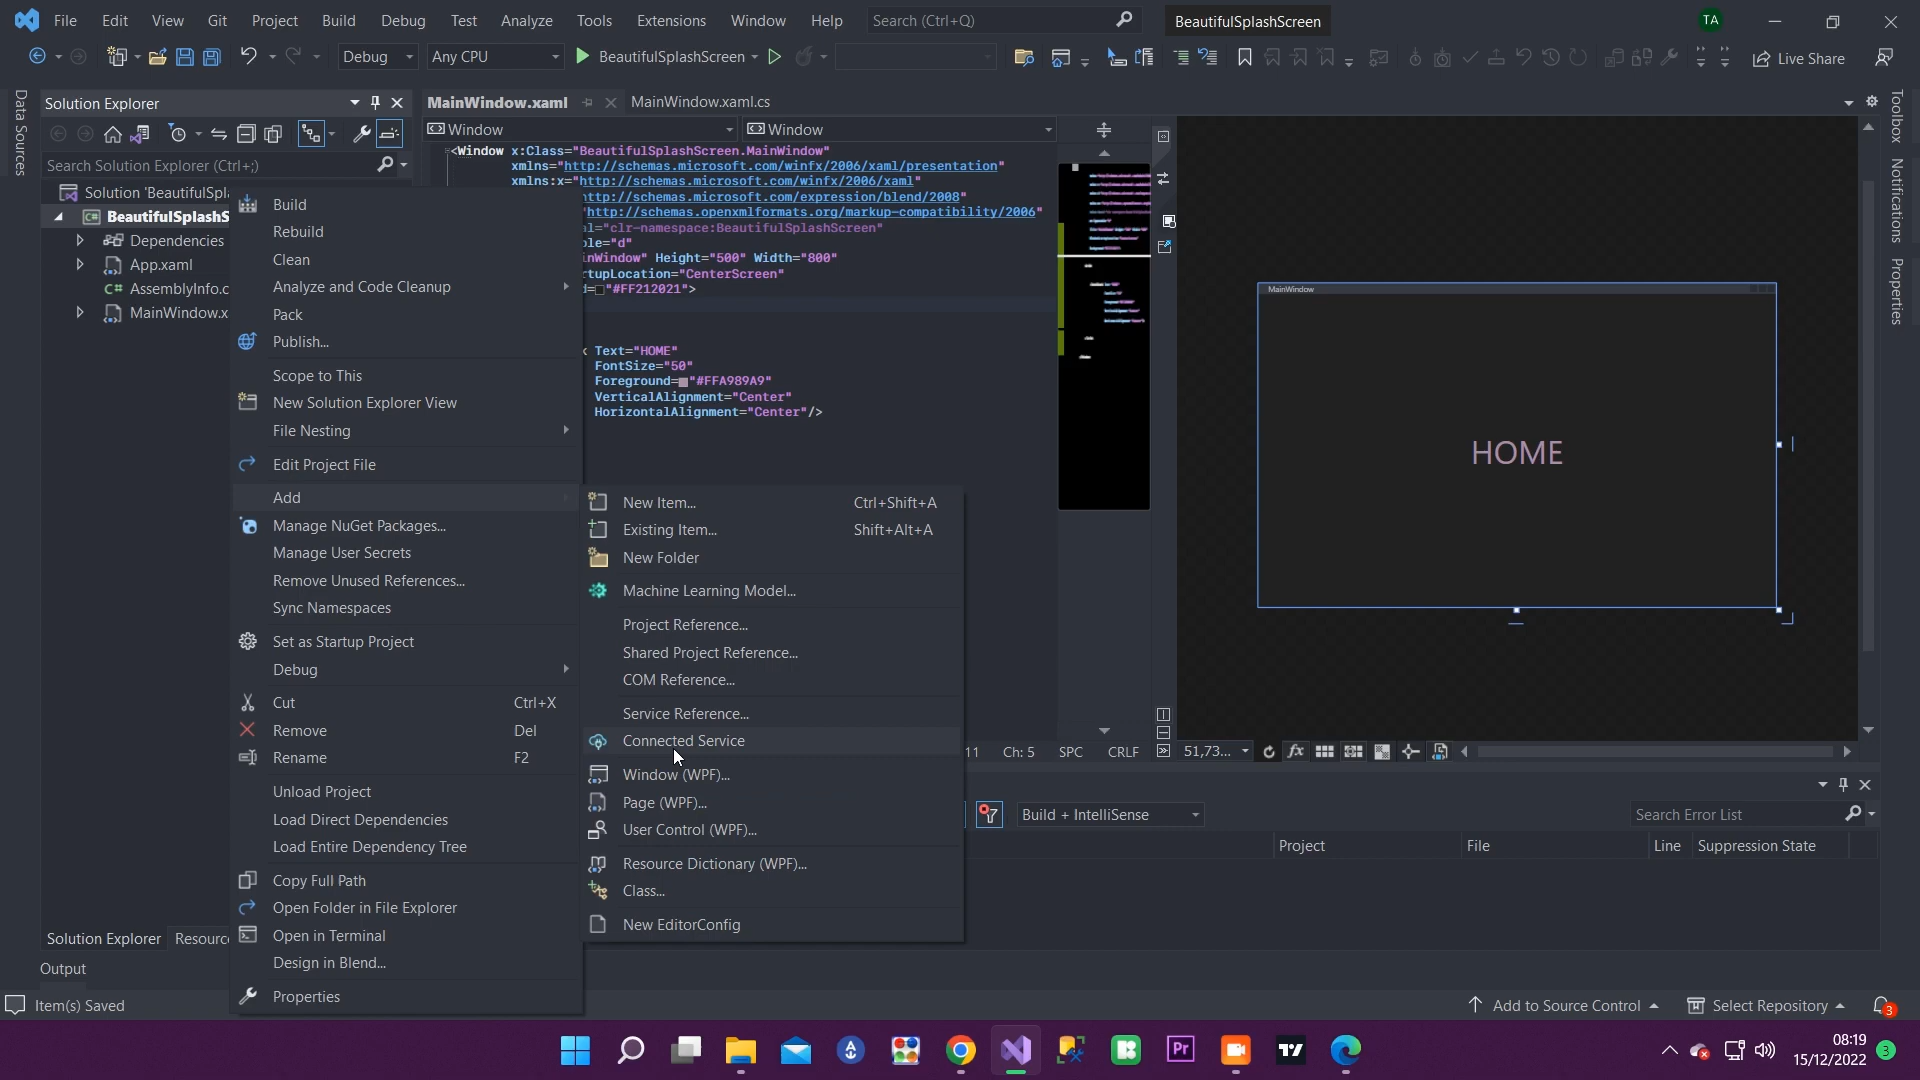 File Edit View Git Project Build Debug Test Analyze Tools Extensions Window Help Search (Ctrl+Q) BeautifulSplashScreen TA
Debug Any CPU BeautifulSplashScreen Live Share
Data Sources
Solution Explorer
Search Solution Explorer (Ctrl+;)
Solution 'BeautifulSpl
BeautifulSplashS
Dependencies
App.xaml
AssemblyInfo.c
MainWindow.x
Solution Explorer Resourc
Output
Build
Rebuild
Clean
Analyze and Code Cleanup
Pack
Publish...
Scope to This
New Solution Explorer View
File Nesting
Edit Project File
Add
Manage NuGet Packages...
Manage User Secrets
Remove Unused References...
Sync Namespaces
Set as Startup Project
Debug
Cut Ctrl+X
Remove Del
Rename F2
Unload Project
Load Direct Dependencies
Load Entire Dependency Tree
Copy Full Path
Open Folder in File Explorer
Open in Terminal
Design in Blend...
Properties
New Item... Ctrl+Shift+A
Existing Item... Shift+Alt+A
New Folder
Machine Learning Model...
Project Reference...
Shared Project Reference...
COM Reference...
Service Reference...
Connected Service
Window (WPF)...
Page (WPF)...
User Control (WPF)...
Resource Dictionary (WPF)...
Class...
New EditorConfig
MainWindow.xaml MainWindow.xaml.cs
Window Window
<Window x:Class="BeautifulSplashScreen.MainWindow"
xmlns="http://schemas.microsoft.com/winfx/2006/xaml/presentation"
xmlns:x="http://schemas.microsoft.com/winfx/2006/xaml"
ttp://schemas.microsoft.com/expression/blend/2008"
"http://schemas.openxmlformats.org/markup-compatibility/2006"
al="clr-namespace:BeautifulSplashScreen"
ble="d"
inWindow" Height="500" Width="800"
rtupLocation="CenterScreen"
d="#FF212021">
k Text="HOME"
FontSize="50"
Foreground="#FFA989A9"
VerticalAlignment="Center"
HorizontalAlignment="Center"/>
11 Ch: 5 SPC CRLF
MainWindow
HOME
51,73...
Toolbox
Notifications
Properties
Build + IntelliSense Search Error List
Project File Line Suppression State
Item(s) Saved Add to Source Control Select Repository 3
Pr
08:19
15/12/2022 3